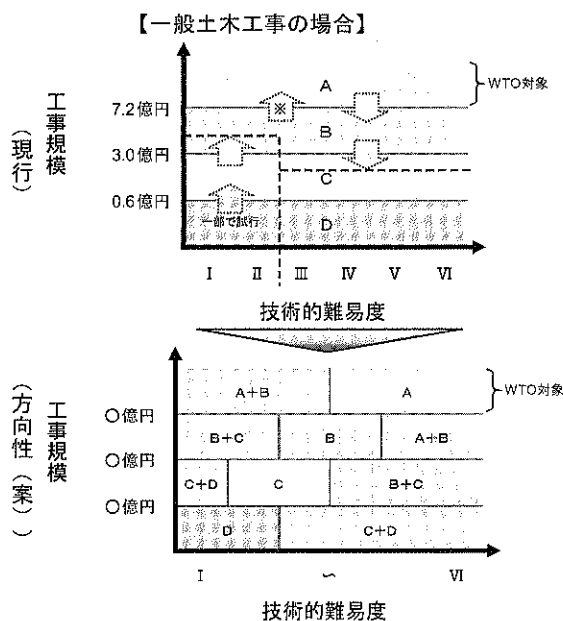 【一般土木工事の場合】
工事規模
(現行)
A
WTO対象
※
7.2億円
B
3.0億円
C
0.6億円
一部で試行
D
I II III IV V VI
技術的難易度
工事規模
(方向性(案))
A+B A
WTO対象
〇億円
B+C B A+B
〇億円
C+D C B+C
〇億円
D C+D
I ~ VI
技術的難易度